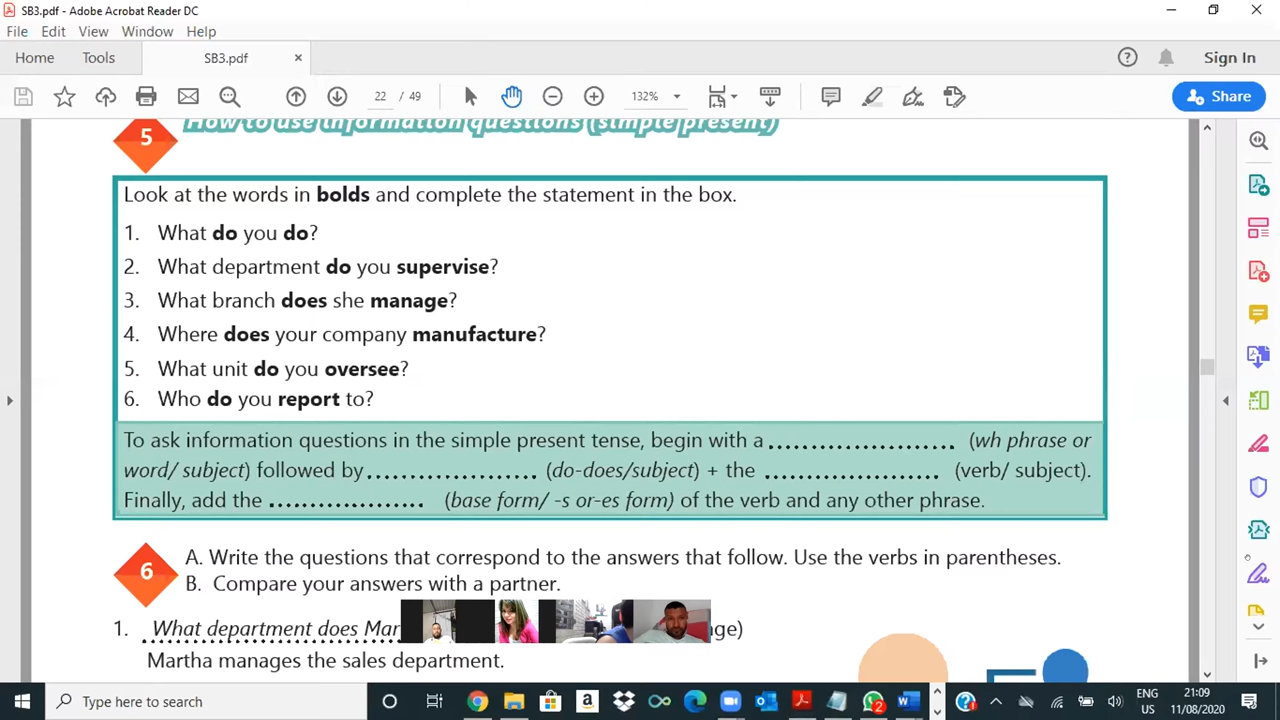 SB3.pdf - Adobe Acrobat Reader DC
File Edit View Window Help
Home Tools SB3.pdf × Sign In
22 / 49 132% Share
5 How to use information questions (simple present)
Look at the words in bolds and complete the statement in the box.
1. What do you do?
2. What department do you supervise?
3. What branch does she manage?
4. Where does your company manufacture?
5. What unit do you oversee?
6. Who do you report to?
To ask information questions in the simple present tense, begin with a .................... (wh phrase or
word/ subject) followed by .................. (do-does/subject) + the .................. (verb/ subject).
Finally, add the .................. (base form/ -s or-es form) of the verb and any other phrase.
6 A. Write the questions that correspond to the answers that follow. Use the verbs in parentheses.
B. Compare your answers with a partner.
1. What department does Mar
Martha manages the sales department.
Type here to search
ENG 21:09
US 11/08/2020